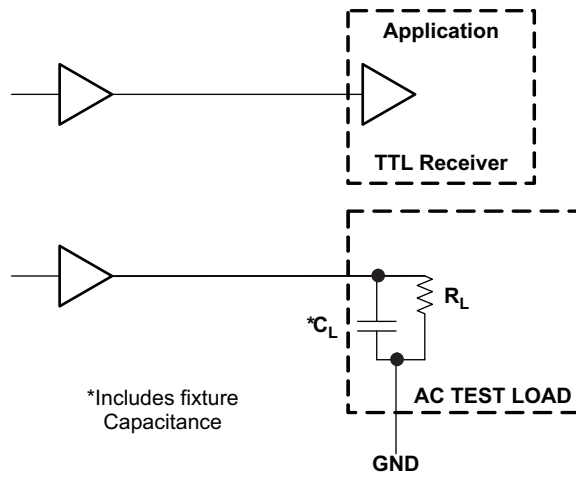 Application
TTL Receiver
R_L
*C_L
*Includes fixture
Capacitance
AC TEST LOAD
GND